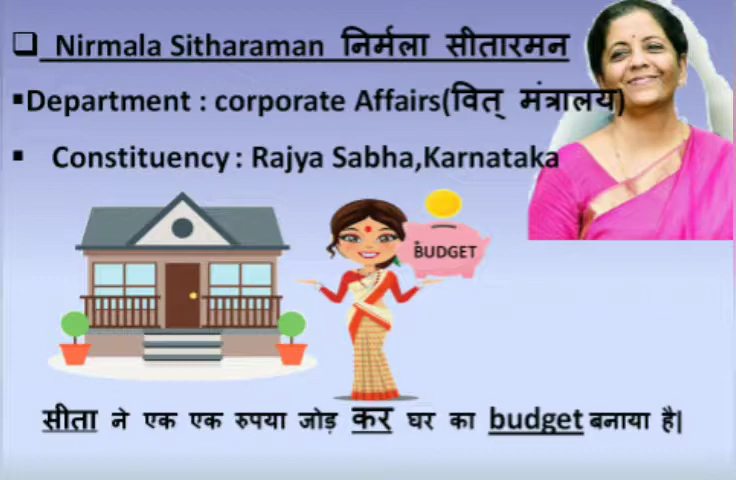 ❑ Nirmala Sitharaman निर्मला सीतारमन
▪Department : corporate Affairs(वित् मंत्रालय)
▪ Constituency : Rajya Sabha,Karnataka
BUDGET
सीता ने एक एक रुपया जोड़ कर घर का budget बनाया है|